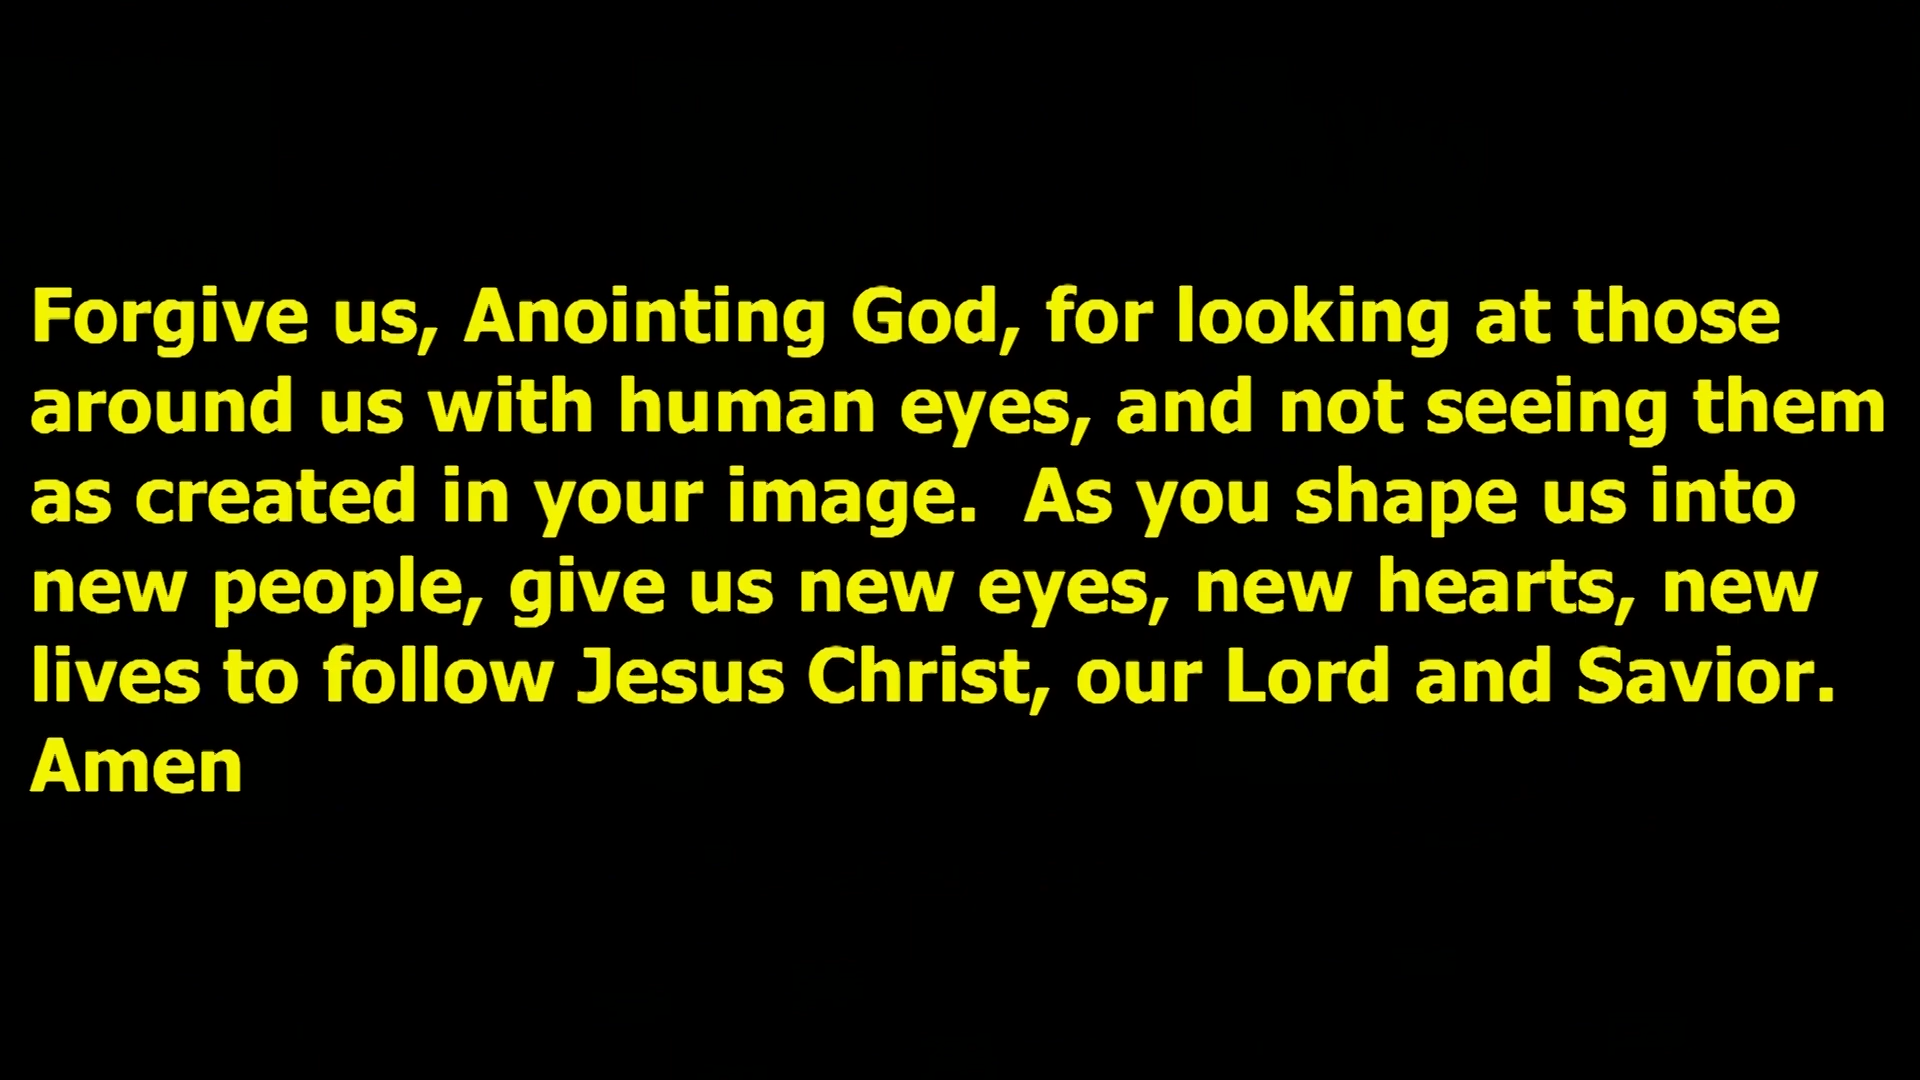 Forgive us, Anointing God, for looking at those
around us with human eyes, and not seeing them
as created in your image.  As you shape us into
new people, give us new eyes, new hearts, new
lives to follow Jesus Christ, our Lord and Savior.
Amen